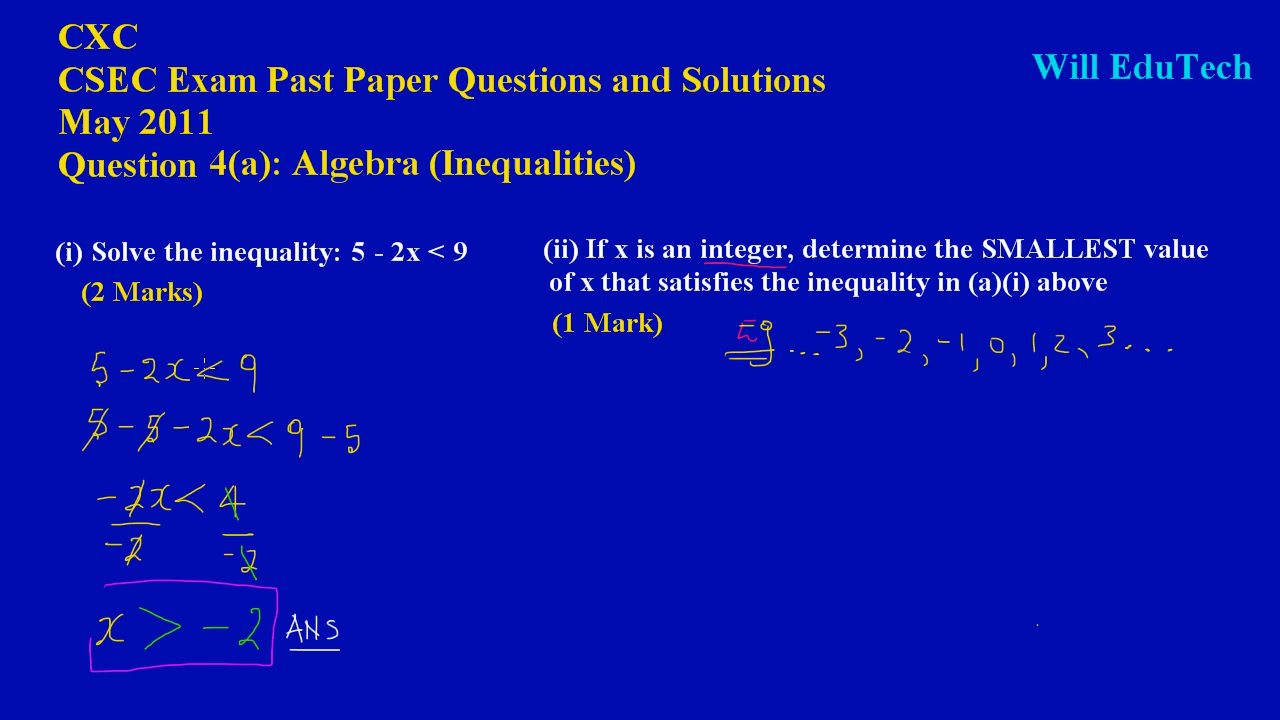 CXC
CSEC Exam Past Paper Questions and Solutions
May 2011
Question 4(a): Algebra (Inequalities)
Will EduTech
(i) Solve the inequality: 5 - 2x < 9
(2 Marks)
5 - 2x < 9
5 - 5 - 2x < 9 - 5
-2x < 4
-2 -2
x > -2 ANS
(ii) If x is an integer, determine the SMALLEST value
of x that satisfies the inequality in (a)(i) above
(1 Mark)
Eg ... -3, -2, -1, 0, 1, 2, 3 ...